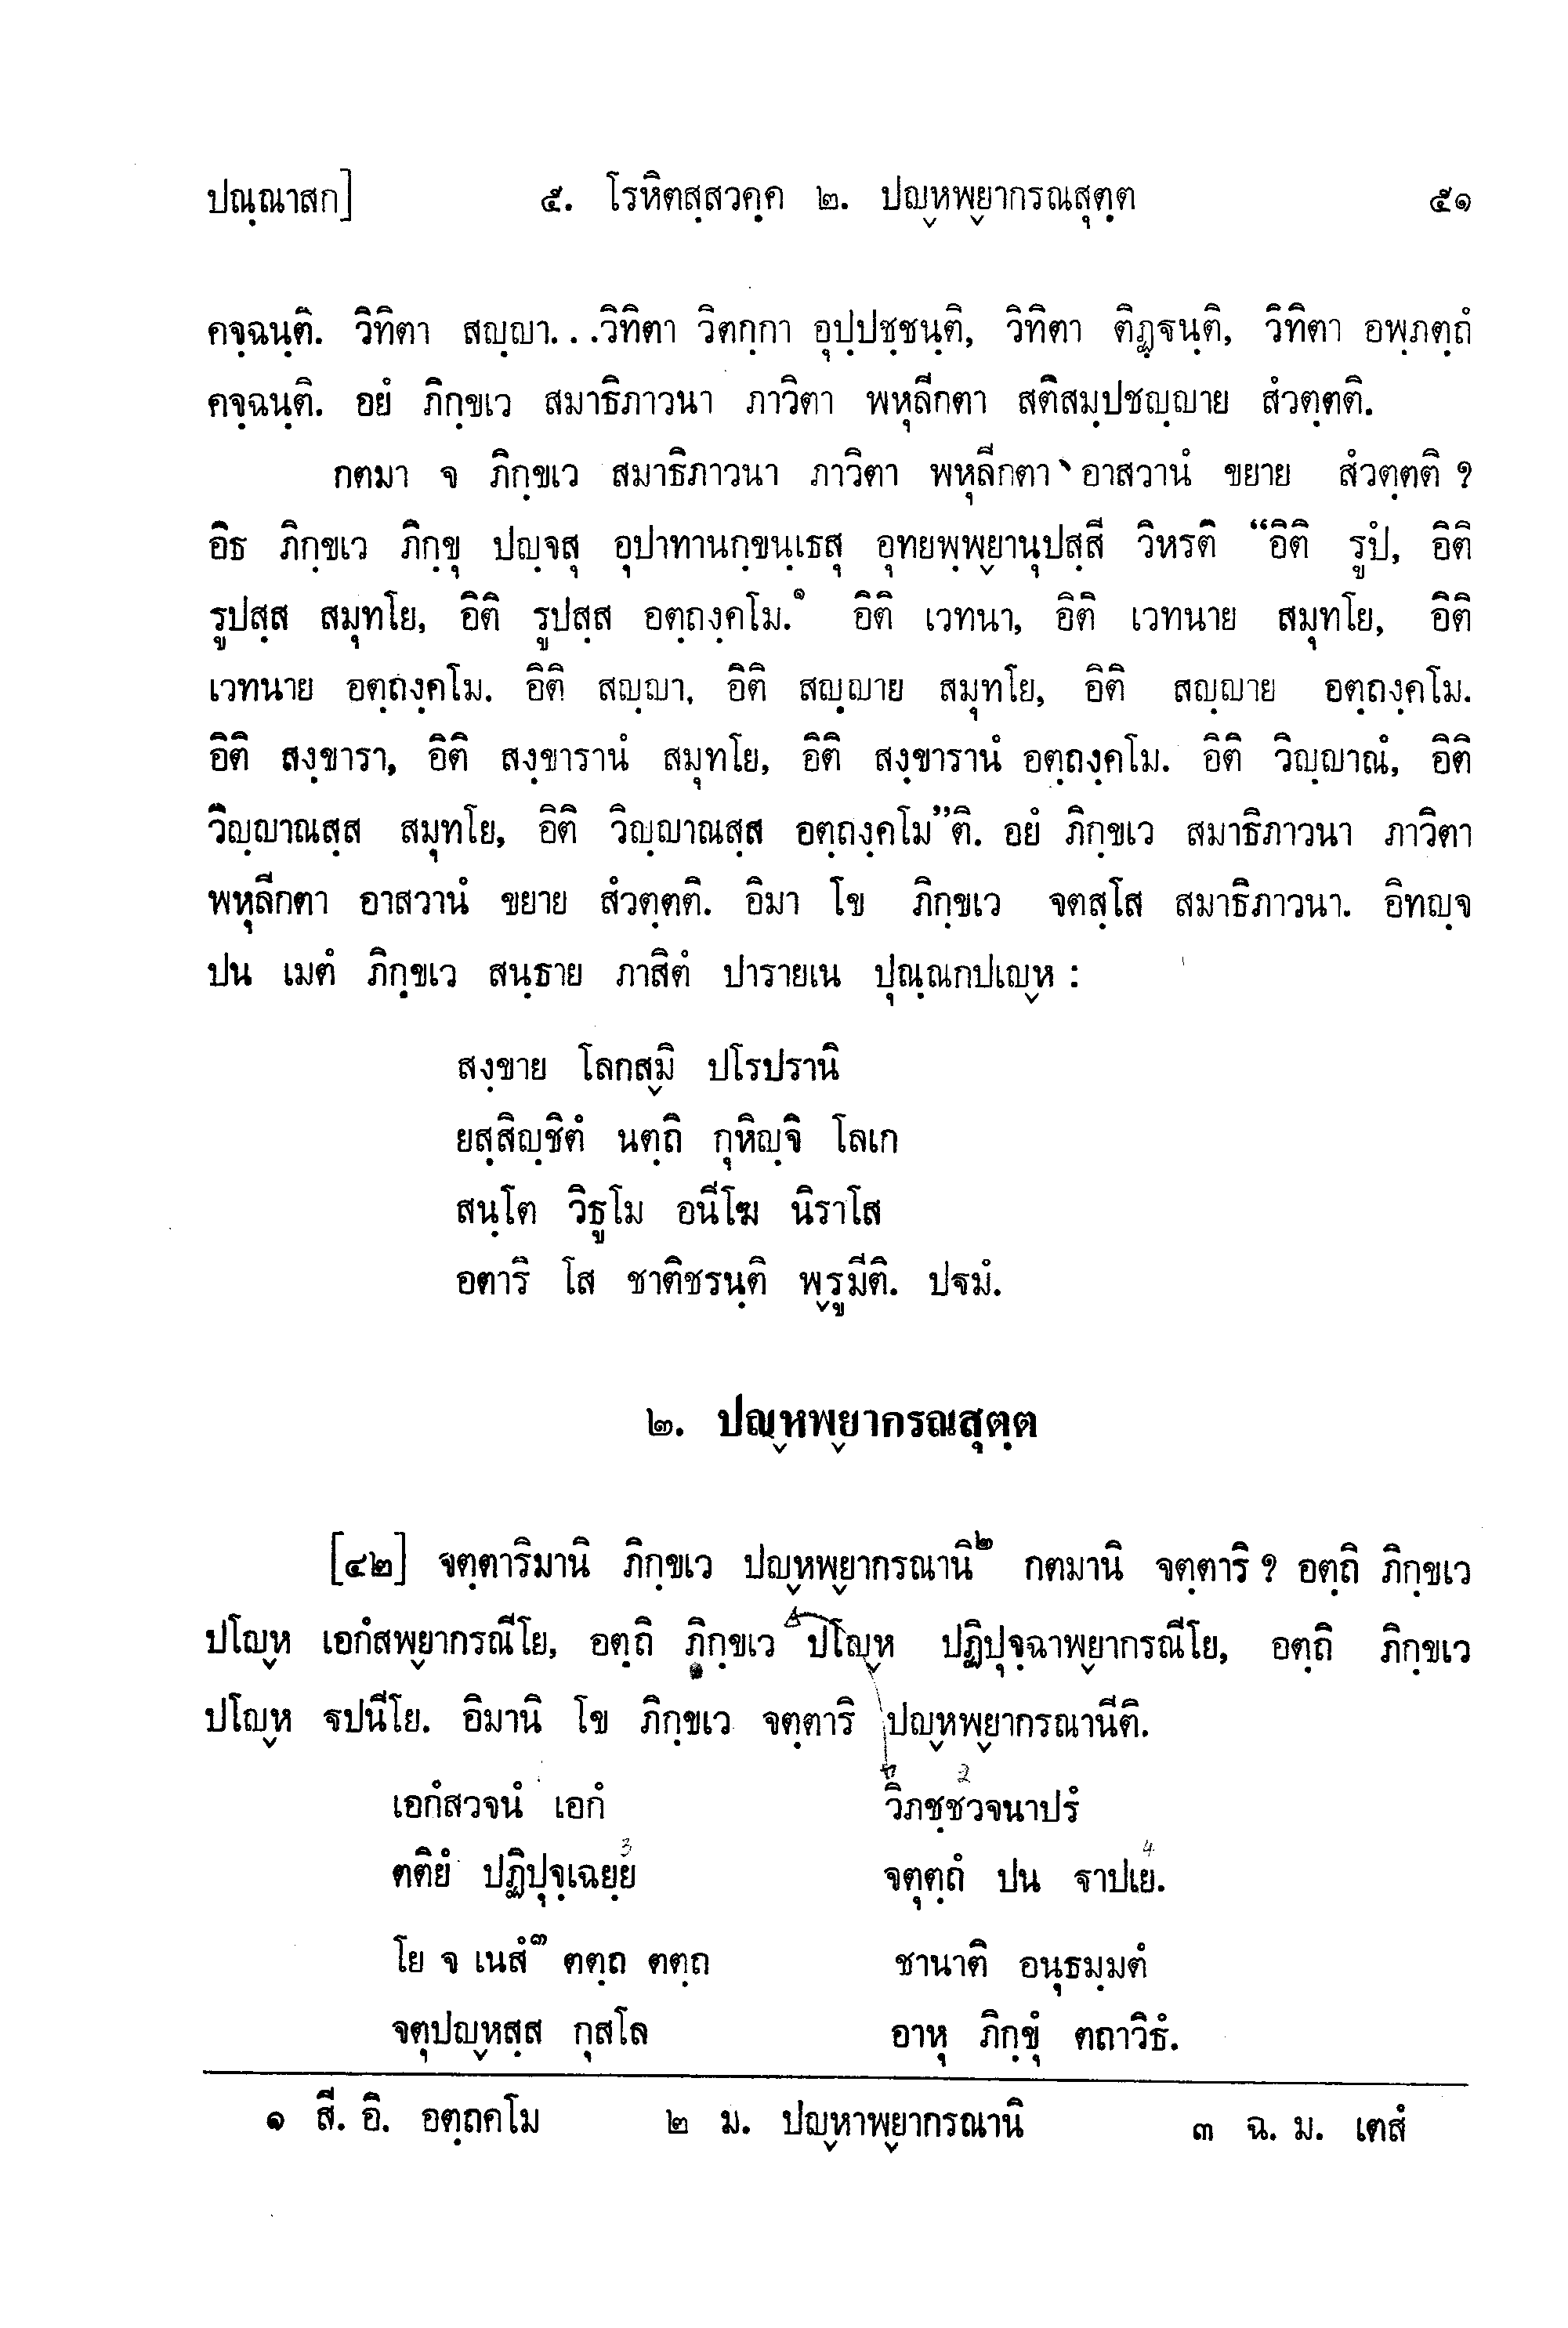 ปณฺณาสก] ๕. โรหิตสฺสวคฺค ๒. ปญฺหพฺยากรณสุตฺต ๕๑
คจฺฉนฺติ. วิทิตา สญฺญา...วิทิตา วิตกฺกา อุปฺปชฺชนฺติ, วิทิตา ติฏฺฐนฺติ, วิทิตา อพฺภตฺถํ
คจฺฉนฺติ. อยํ ภิกฺขเว สมาธิภาวนา ภาวิตา พหุลีกตา สติสมฺปชญฺญาย สํวตฺตติ.
กตมา จ ภิกฺขเว สมาธิภาวนา ภาวิตา พหุลีกตา อาสวานํ ขยาย สํวตฺตติ ?
อิธ ภิกฺขเว ภิกฺขุ ปญฺจสุ อุปาทานกฺขนฺเธสุ อุทยพฺพฺยานุปสฺสี วิหรติ “อิติ รูปํ, อิติ
รูปสฺส สมุทโย, อิติ รูปสฺส อตฺถงฺคโม.๑ อิติ เวทนา, อิติ เวทนาย สมุทโย, อิติ
เวทนาย อตฺถงฺคโม. อิติ สญฺญา, อิติ สญฺญาย สมุทโย, อิติ สญฺญาย อตฺถงฺคโม.
อิติ สงฺขารา, อิติ สงฺขารานํ สมุทโย, อิติ สงฺขารานํ อตฺถงฺคโม. อิติ วิญฺญาณํ, อิติ
วิญฺญาณสฺส สมุทโย, อิติ วิญฺญาณสฺส อตฺถงฺคโม”ติ. อยํ ภิกฺขเว สมาธิภาวนา ภาวิตา
พหุลีกตา อาสวานํ ขยาย สํวตฺตติ. อิมา โข ภิกฺขเว จตสฺโส สมาธิภาวนา. อิทญฺจ
ปน เมตํ ภิกฺขเว สนฺธาย ภาสิตํ ปารายเน ปุณฺณกปเญฺห :
สงฺขาย โลกสฺมิ ปโรปรานิ
ยสฺสิญฺชิตํ นตฺถิ กุหิญฺจิ โลเก
สนฺโต วิธูโม อนีโฆ นิราโส
อตาริ โส ชาติชรนฺติ พฺรูมีติ. ปฐมํ.
๒. ปญฺหพฺยากรณสุตฺต
[๔๒] จตฺตาริมานิ ภิกฺขเว ปญฺหพฺยากรณานิ๒ กตมานิ จตฺตาริ ? อตฺถิ ภิกฺขเว
ปโญฺห เอกํสพฺยากรณีโย, อตฺถิ ภิกฺขเว ปโญฺห ปฏิปุจฺฉาพฺยากรณีโย, อตฺถิ ภิกฺขเว
ปโญฺห ฐปนีโย. อิมานิ โข ภิกฺขเว จตฺตาริ ปญฺหพฺยากรณานีติ.
เอกํสวจนํ เอกํ วิภชฺชวจนาปรํ 2
ตติยํ ปฏิปุจฺเฉยฺย 3 จตุตฺถํ ปน ฐาปเย. 4
โย จ เนสํ๓ ตตฺถ ตตฺถ ชานาติ อนุธมฺมตํ
จตุปญฺหสฺส กุสโล อาหุ ภิกฺขุํ ตถาวิธํ.
๑ สี. อิ. อตฺถคโม ๒ ม. ปญฺหาพฺยากรณานิ ๓ ฉ. ม. เตสํ